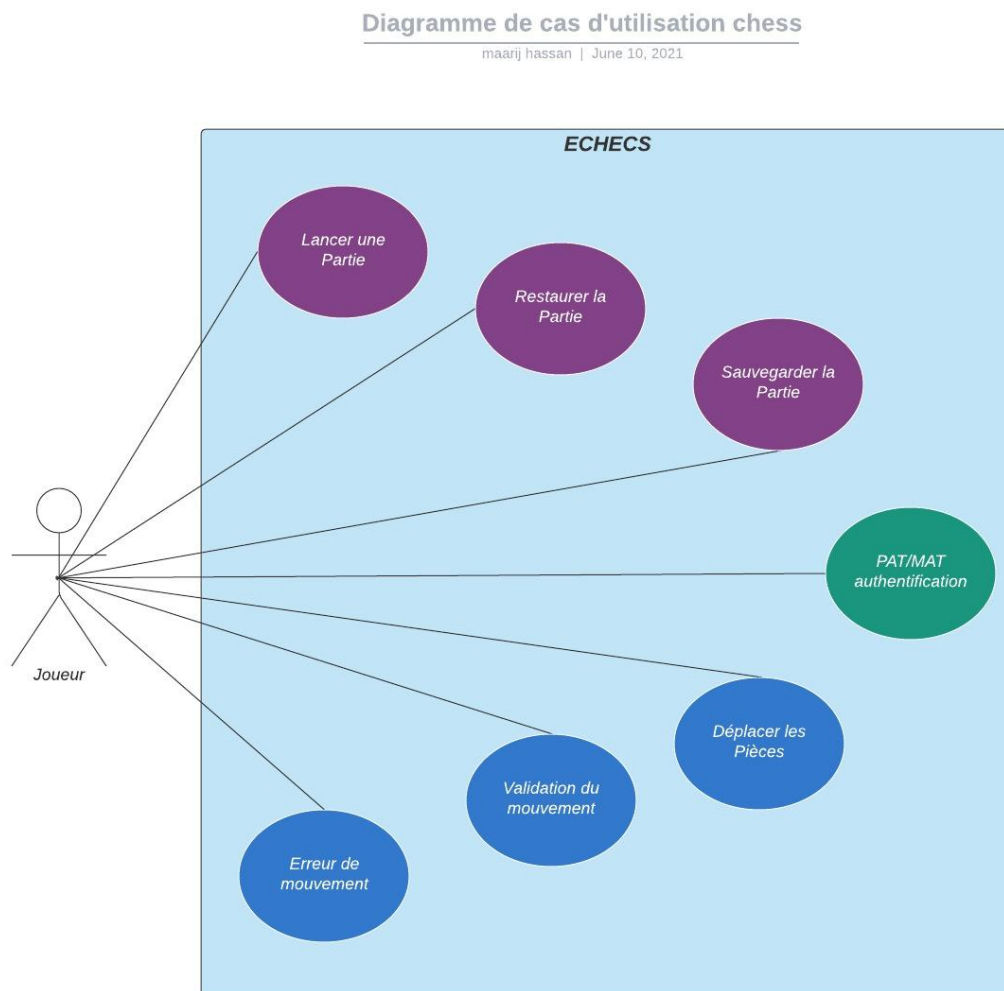 Diagramme de cas d'utilisation chess
maarij hassan | June 10, 2021
ECHECS
Lancer une
Partie
Restaurer la
Partie
Sauvegarder la
Partie
PAT/MAT
authentification
Joueur
Déplacer les
Pièces
Validation du
mouvement
Erreur de
mouvement